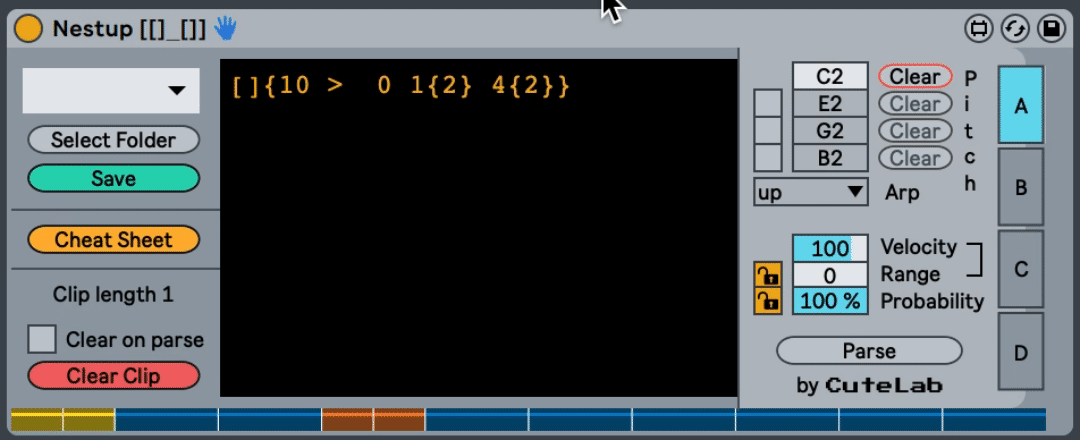 Nestup [[]_[]]
Select Folder
Save
Cheat Sheet
Clip length 1
Clear on parse
Clear Clip
[]{10 >  0 1{2} 4{2}}
C2 Clear
E2 Clear
G2 Clear
B2 Clear
Pitch
up Arp
100 Velocity
0 Range
100 % Probability
Parse
by CuteLab
A
B
C
D